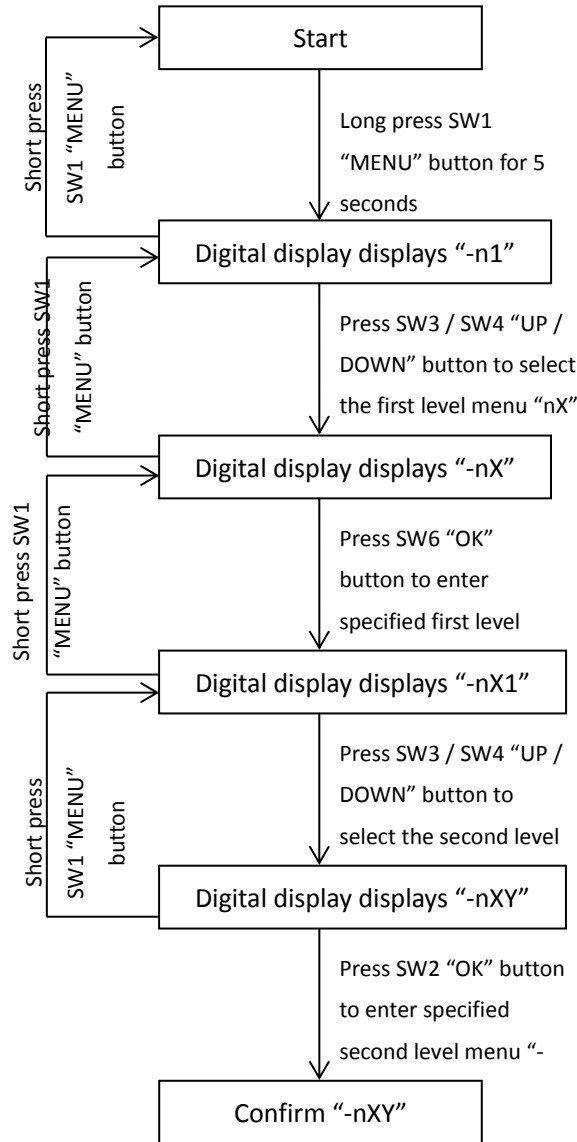 Start
Short press
SW1 “MENU”
button
Long press SW1
“MENU” button for 5
seconds
Digital display displays “-n1”
Short press SW1
“MENU” button
Press SW3 / SW4 “UP /
DOWN” button to select
the first level menu “nX”
Digital display displays “-nX”
Short press SW1
“MENU” button
Press SW6 “OK”
button to enter
specified first level
Digital display displays “-nX1”
Short press
SW1 “MENU”
button
Press SW3 / SW4 “UP /
DOWN” button to
select the second level
Digital display displays “-nXY”
Press SW2 “OK” button
to enter specified
second level menu “-
Confirm “-nXY”